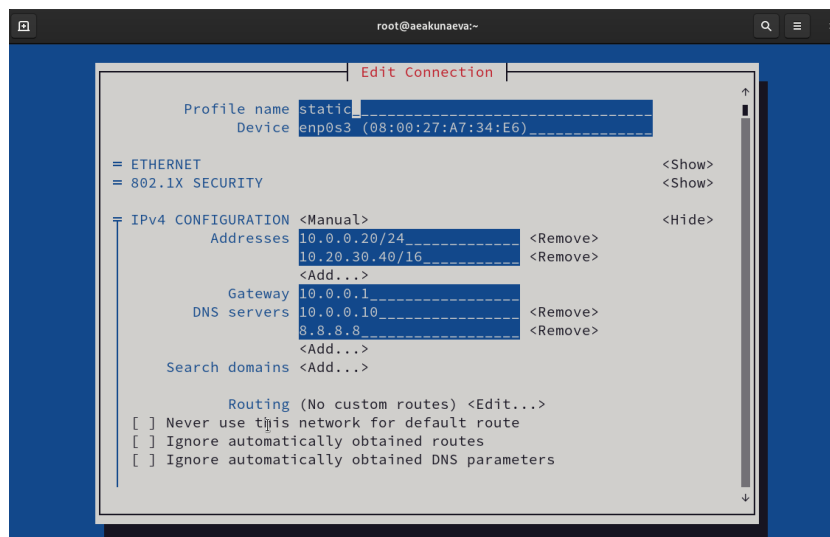 root@aeakunaeva:~
Edit Connection
Profile name static
Device enp0s3 (08:00:27:A7:34:E6)
= ETHERNET <Show>
= 802.1X SECURITY <Show>
IPv4 CONFIGURATION <Manual> <Hide>
Addresses 10.0.0.20/24 <Remove>
10.20.30.40/16 <Remove>
<Add...>
Gateway 10.0.0.1
DNS servers 10.0.0.10 <Remove>
8.8.8.8 <Remove>
<Add...>
Search domains <Add...>
Routing (No custom routes) <Edit...>
[ ] Never use this network for default route
[ ] Ignore automatically obtained routes
[ ] Ignore automatically obtained DNS parameters